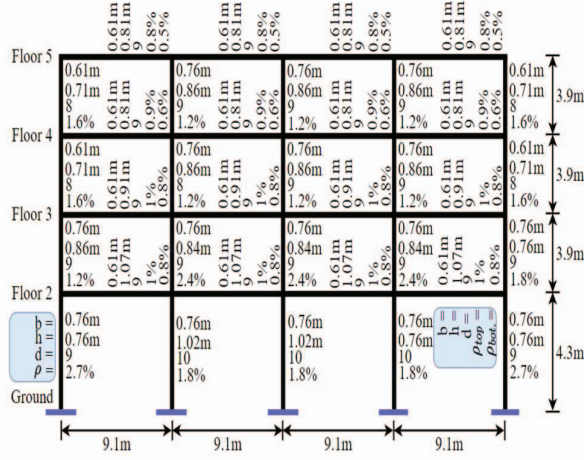 0.61m
0.81m
9
0.8%
0.5%
0.61m
0.81m
9
0.8%
0.5%
0.61m
0.81m
9
0.8%
0.5%
0.61m
0.81m
9
0.8%
0.5%
Floor 5
0.61m
0.71m
8
1.6%
0.61m
0.81m
9
0.9%
0.6%
0.76m
0.86m
9
1.2%
0.61m
0.81m
9
0.9%
0.6%
0.76m
0.86m
9
1.2%
0.61m
0.81m
9
0.9%
0.6%
0.76m
0.86m
9
1.2%
0.61m
0.81m
9
0.9%
0.6%
0.61m
0.71m
8
1.6%
3.9m
Floor 4
0.61m
0.71m
8
1.6%
0.61m
0.91m
9
1%
0.8%
0.76m
0.86m
9
1.2%
0.61m
0.91m
9
1%
0.8%
0.76m
0.86m
9
1.2%
0.61m
0.91m
9
1%
0.8%
0.76m
0.86m
9
1.2%
0.61m
0.91m
9
1%
0.8%
0.61m
0.71m
8
1.6%
3.9m
Floor 3
0.76m
0.86m
9
1.2%
0.61m
1.07m
9
1%
0.8%
0.76m
0.84m
9
2.4%
0.61m
1.07m
9
1%
0.8%
0.76m
0.84m
9
2.4%
0.61m
1.07m
9
1%
0.8%
0.76m
0.84m
9
2.4%
0.61m
1.07m
9
1%
0.8%
0.76m
0.76m
9
1.8%
3.9m
Floor 2
b =
h =
d =
ρ =
0.76m
0.76m
9
2.7%
0.76m
1.02m
10
1.8%
0.76m
1.02m
10
1.8%
0.76m
0.76m
10
1.8%
b =
h =
d =
ρtop =
ρbot. =
0.76m
0.76m
9
2.7%
4.3m
Ground
9.1m
9.1m
9.1m
9.1m